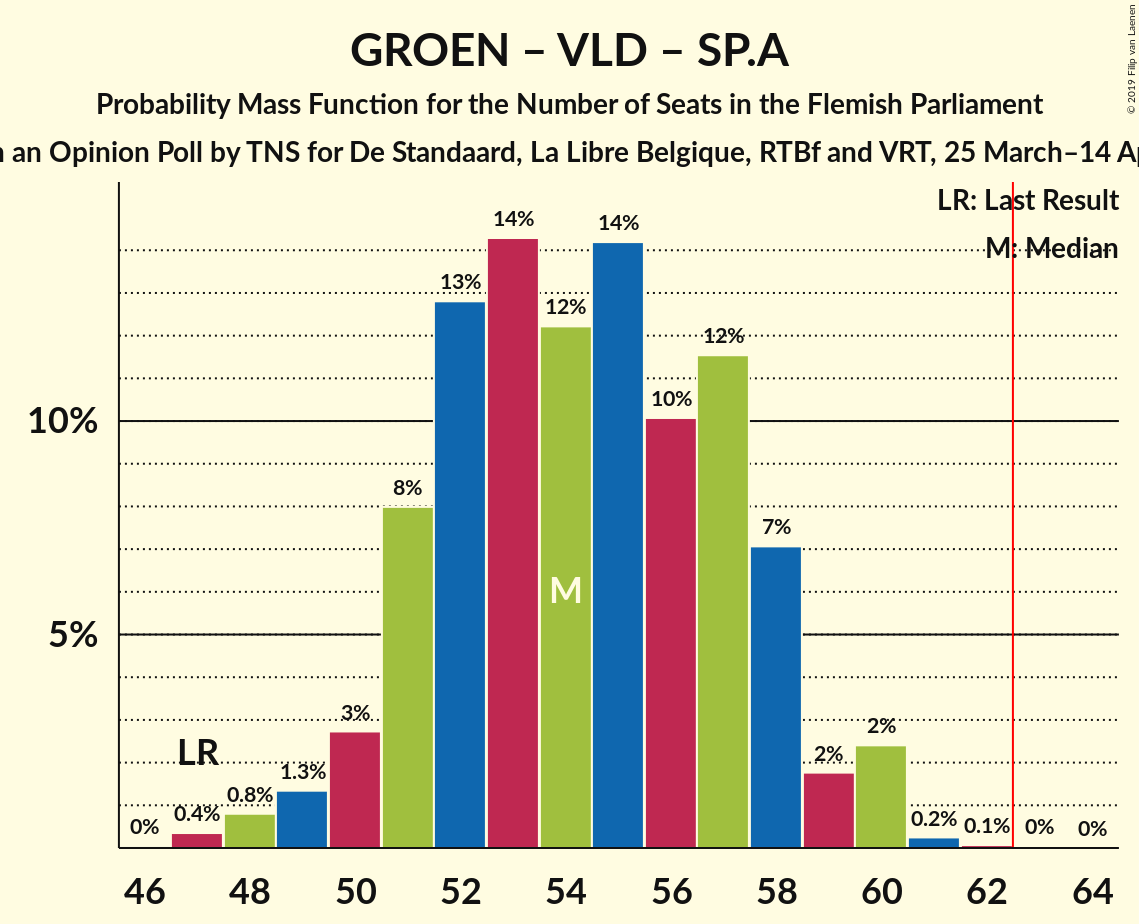 GROEN – VLD – SP.A
Probability Mass Function for the Number of Seats in the Flemish Parliament
an Opinion Poll by TNS for De Standaard, La Libre Belgique, RTBf and VRT, 25 March–14
© 2019 Filip van Laenen
LR: Last Result
M: Median
14%
14%
13%
12%
12%
10%
10%
8%
7%
M
5%
3%
2%
2%
LR
1.3%
0.8%
0.4%
0.2%
0.1%
0%
0%
0%
46 48 50 52 54 56 58 60 62 64